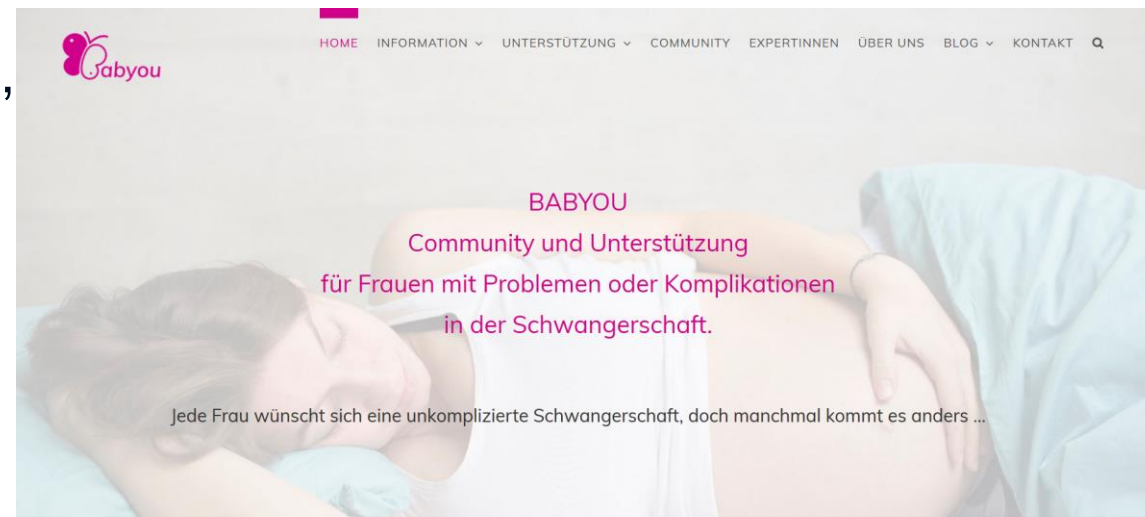 Babyou
HOME INFORMATION UNTERSTÜTZUNG COMMUNITY EXPERTINNEN ÜBER UNS BLOG KONTAKT
,
BABYOU
Community und Unterstützung
für Frauen mit Problemen oder Komplikationen
in der Schwangerschaft.
Jede Frau wünscht sich eine unkomplizierte Schwangerschaft, doch manchmal kommt es anders ...